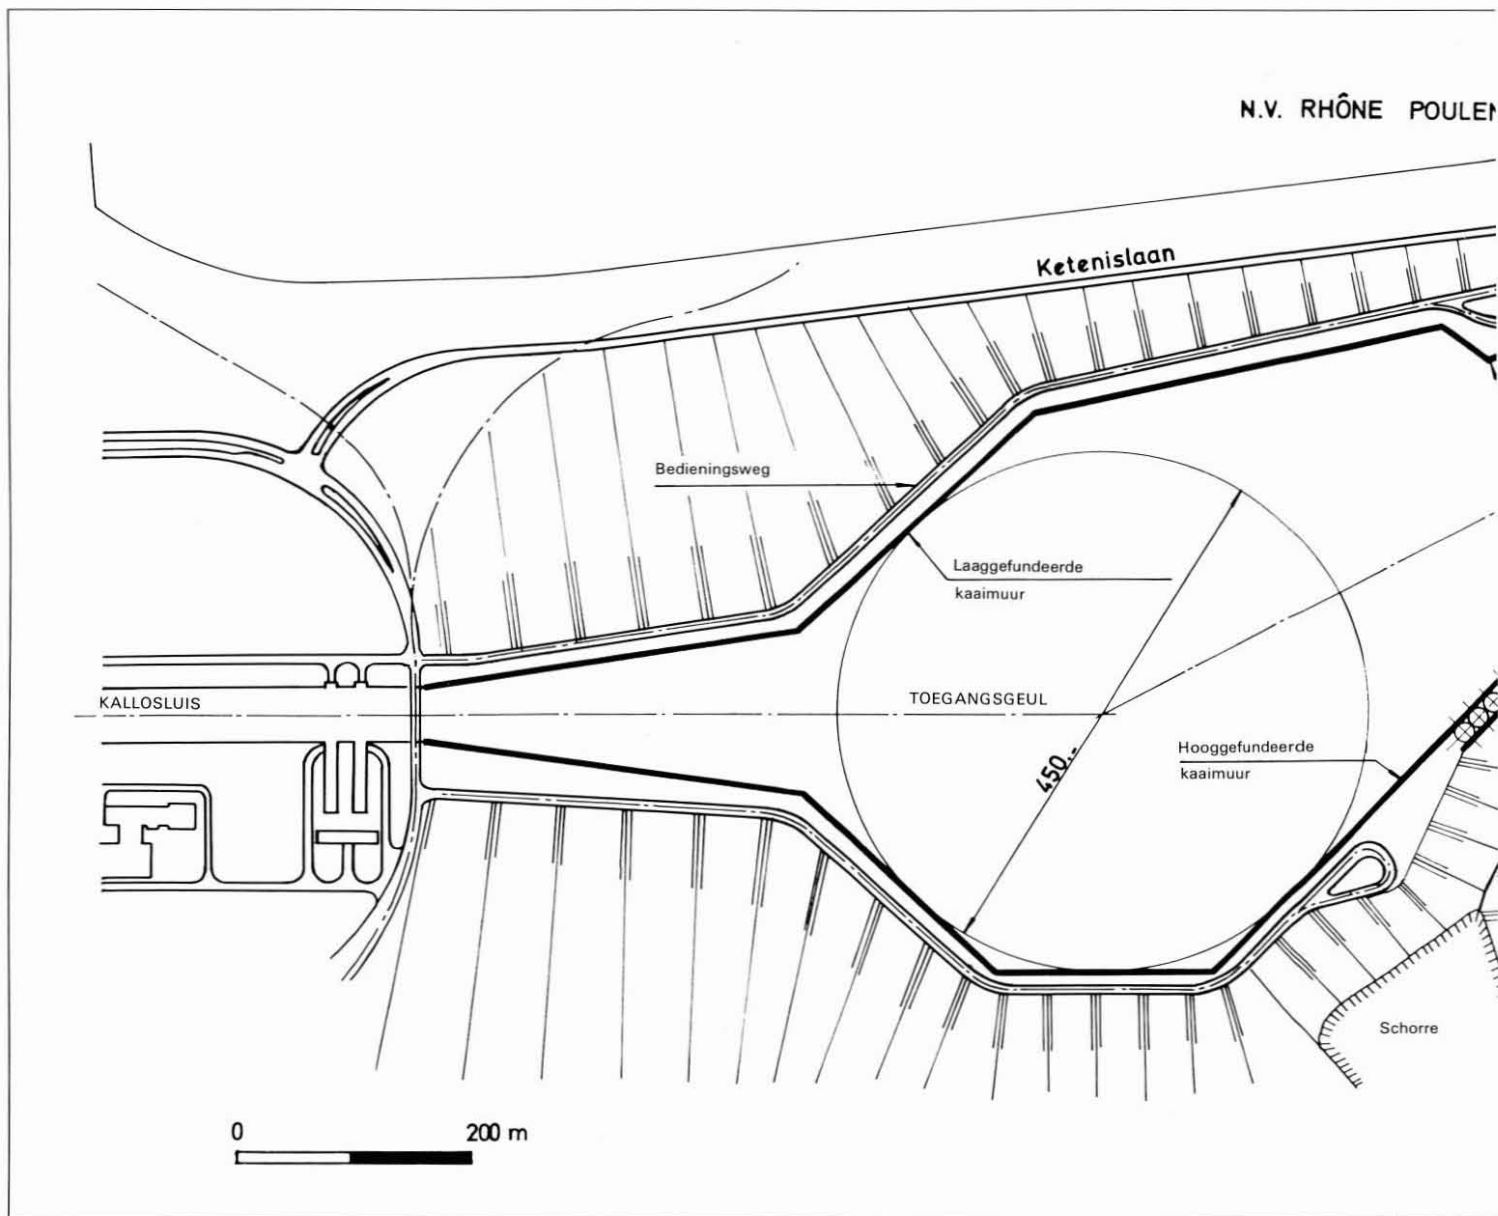 N.V. RHÔNE POULEN
Ketenislaan
Bedieningsweg
Laaggefundeerde
kaaimuur
KALLOSLUIS
TOEGANGSGEUL
450.-
Hooggefundeerde
kaaimuur
Schorre
0 200 m